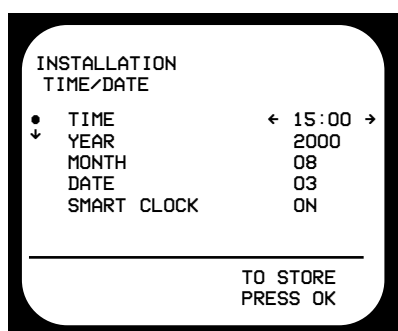 INSTALLATION
TIME/DATE
● TIME ← 15:00 →
↓ YEAR 2000
MONTH 08
DATE 03
SMART CLOCK ON
TO STORE
PRESS OK